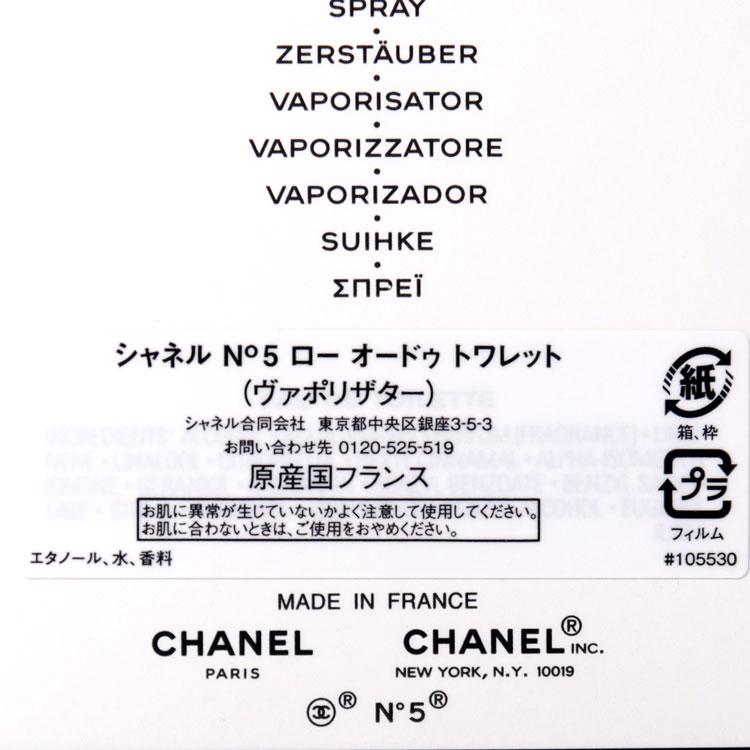 SPRAY
ZERSTÄUBER
VAPORISATOR
VAPORIZZATORE
VAPORIZADOR
SUIHKE
ΣΠΡΕΪ
シャネル Nº5 ロー オードゥ トワレット
(ヴァポリザター)
シャネル合同会社 東京都中央区銀座3-5-3
お問い合わせ先 0120-525-519
原産国.フランス
お肌に異常が生じていないかよく注意して使用してください。
お肌に合わないときは、ご使用をおやめください。
エタノール、水、香料
紙
箱、枠
プラ
フィルム
#105530
MADE IN FRANCE
CHANEL
PARIS
CHANEL® INC.
NEW YORK, N.Y. 10019
® N°5®